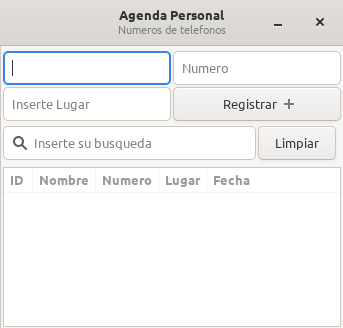 Agenda Personal
Numeros de telefonos
Numero
Inserte Lugar
Registrar +
Inserte su busqueda
Limpiar
ID Nombre Numero Lugar Fecha